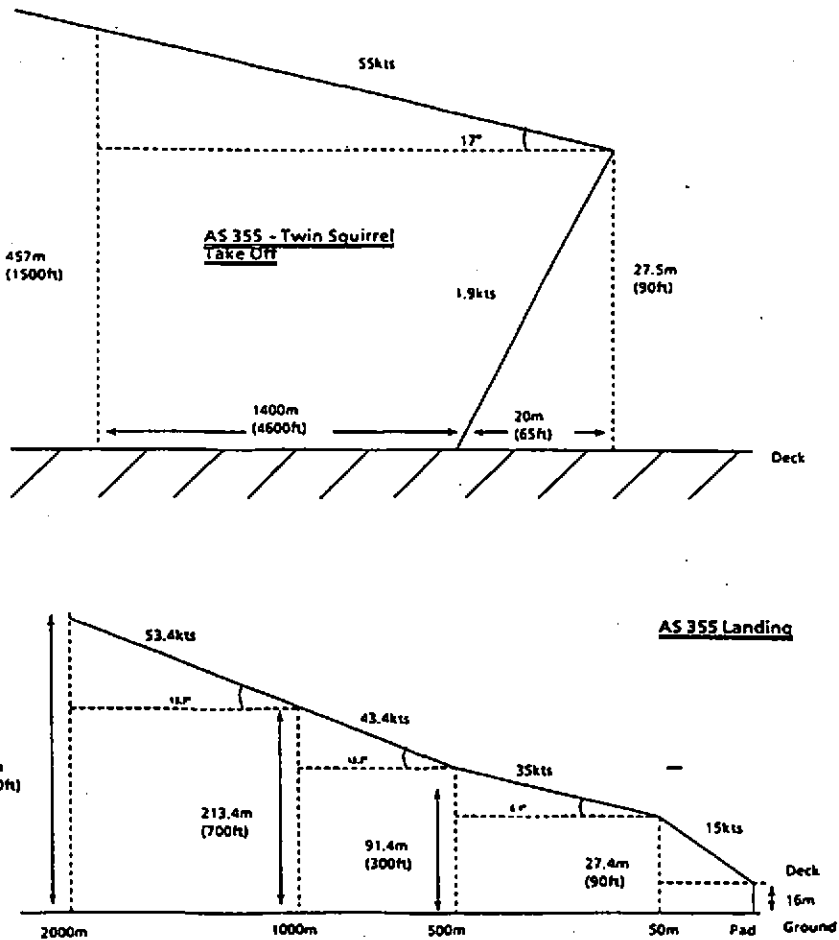 55kts
17°
AS 355 - Twin Squirrel
Take Off
457m
(1500ft)
27.5m
(90ft)
1400m
(4600ft)
20m
(65ft)
Deck
AS 355 Landing
53.4kts
43.4kts
35kts
15kts
213.4m
(700ft)
91.4m
(300ft)
27.4m
(90ft)
Deck
16m
2000m
1000m
500m
50m
Pad
Ground